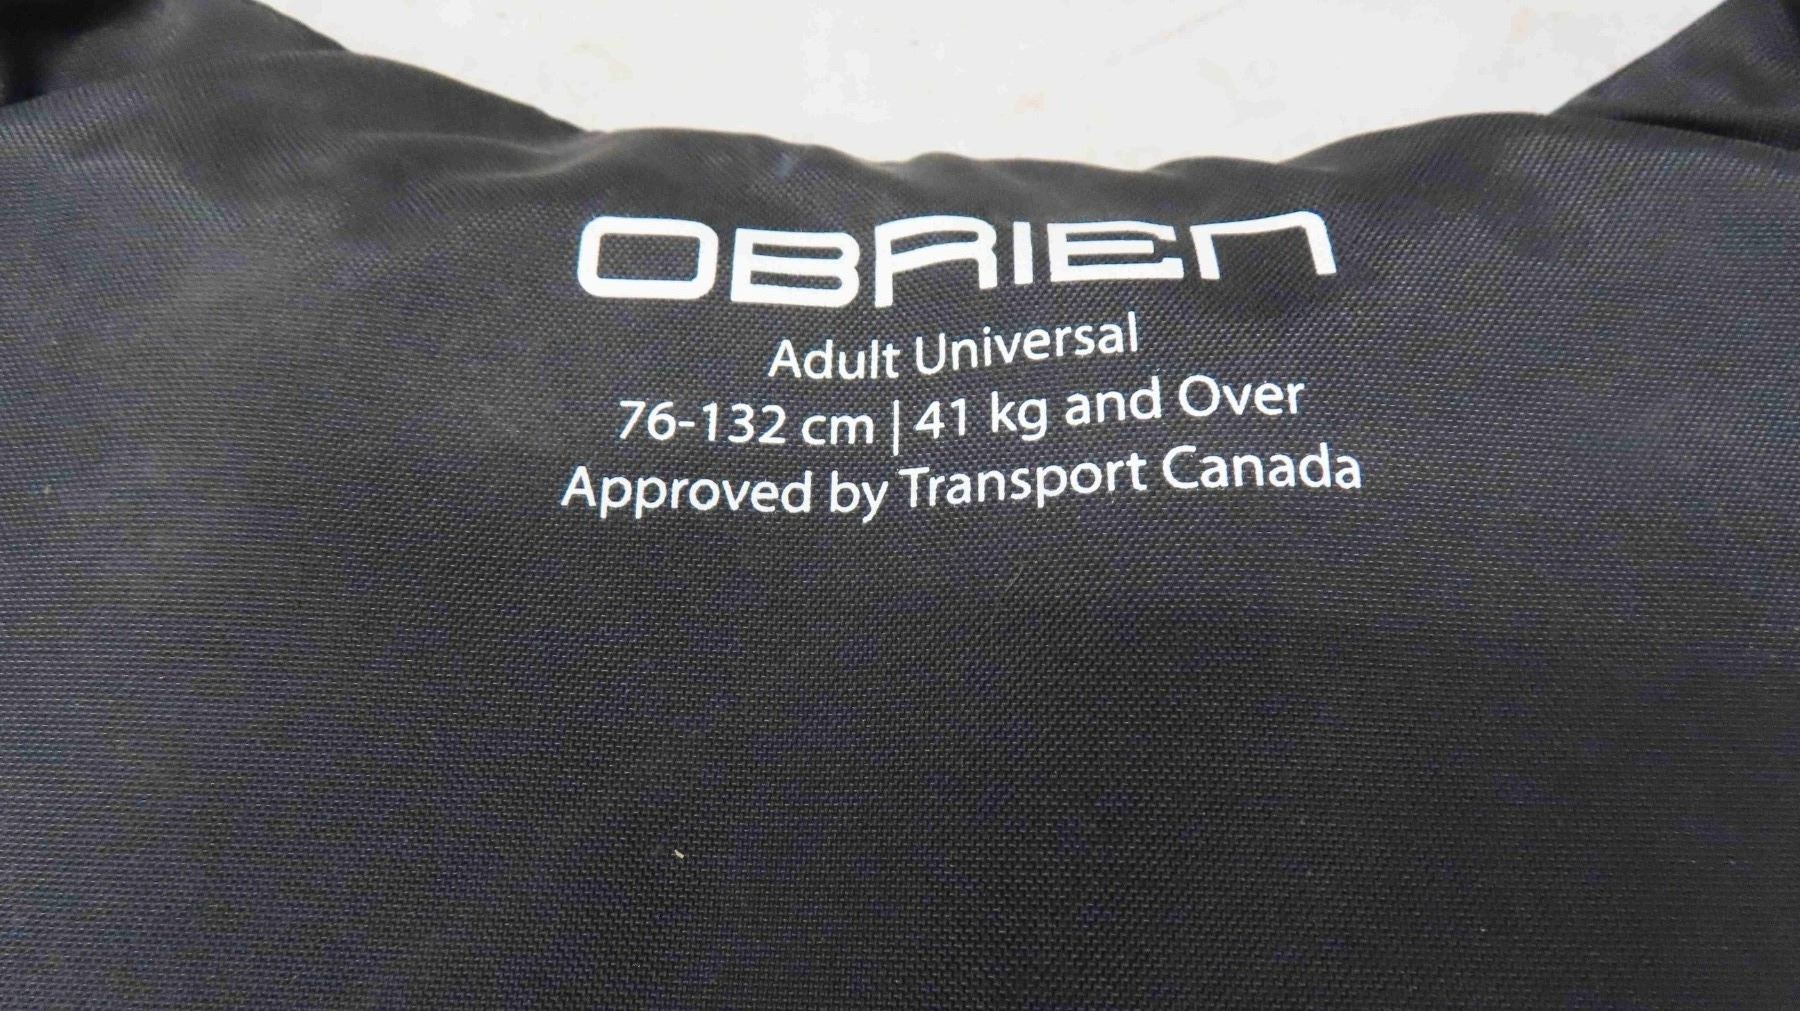 OBRIEN
Adult Universal
76-132 cm | 41 kg and Over
Approved by Transport Canada